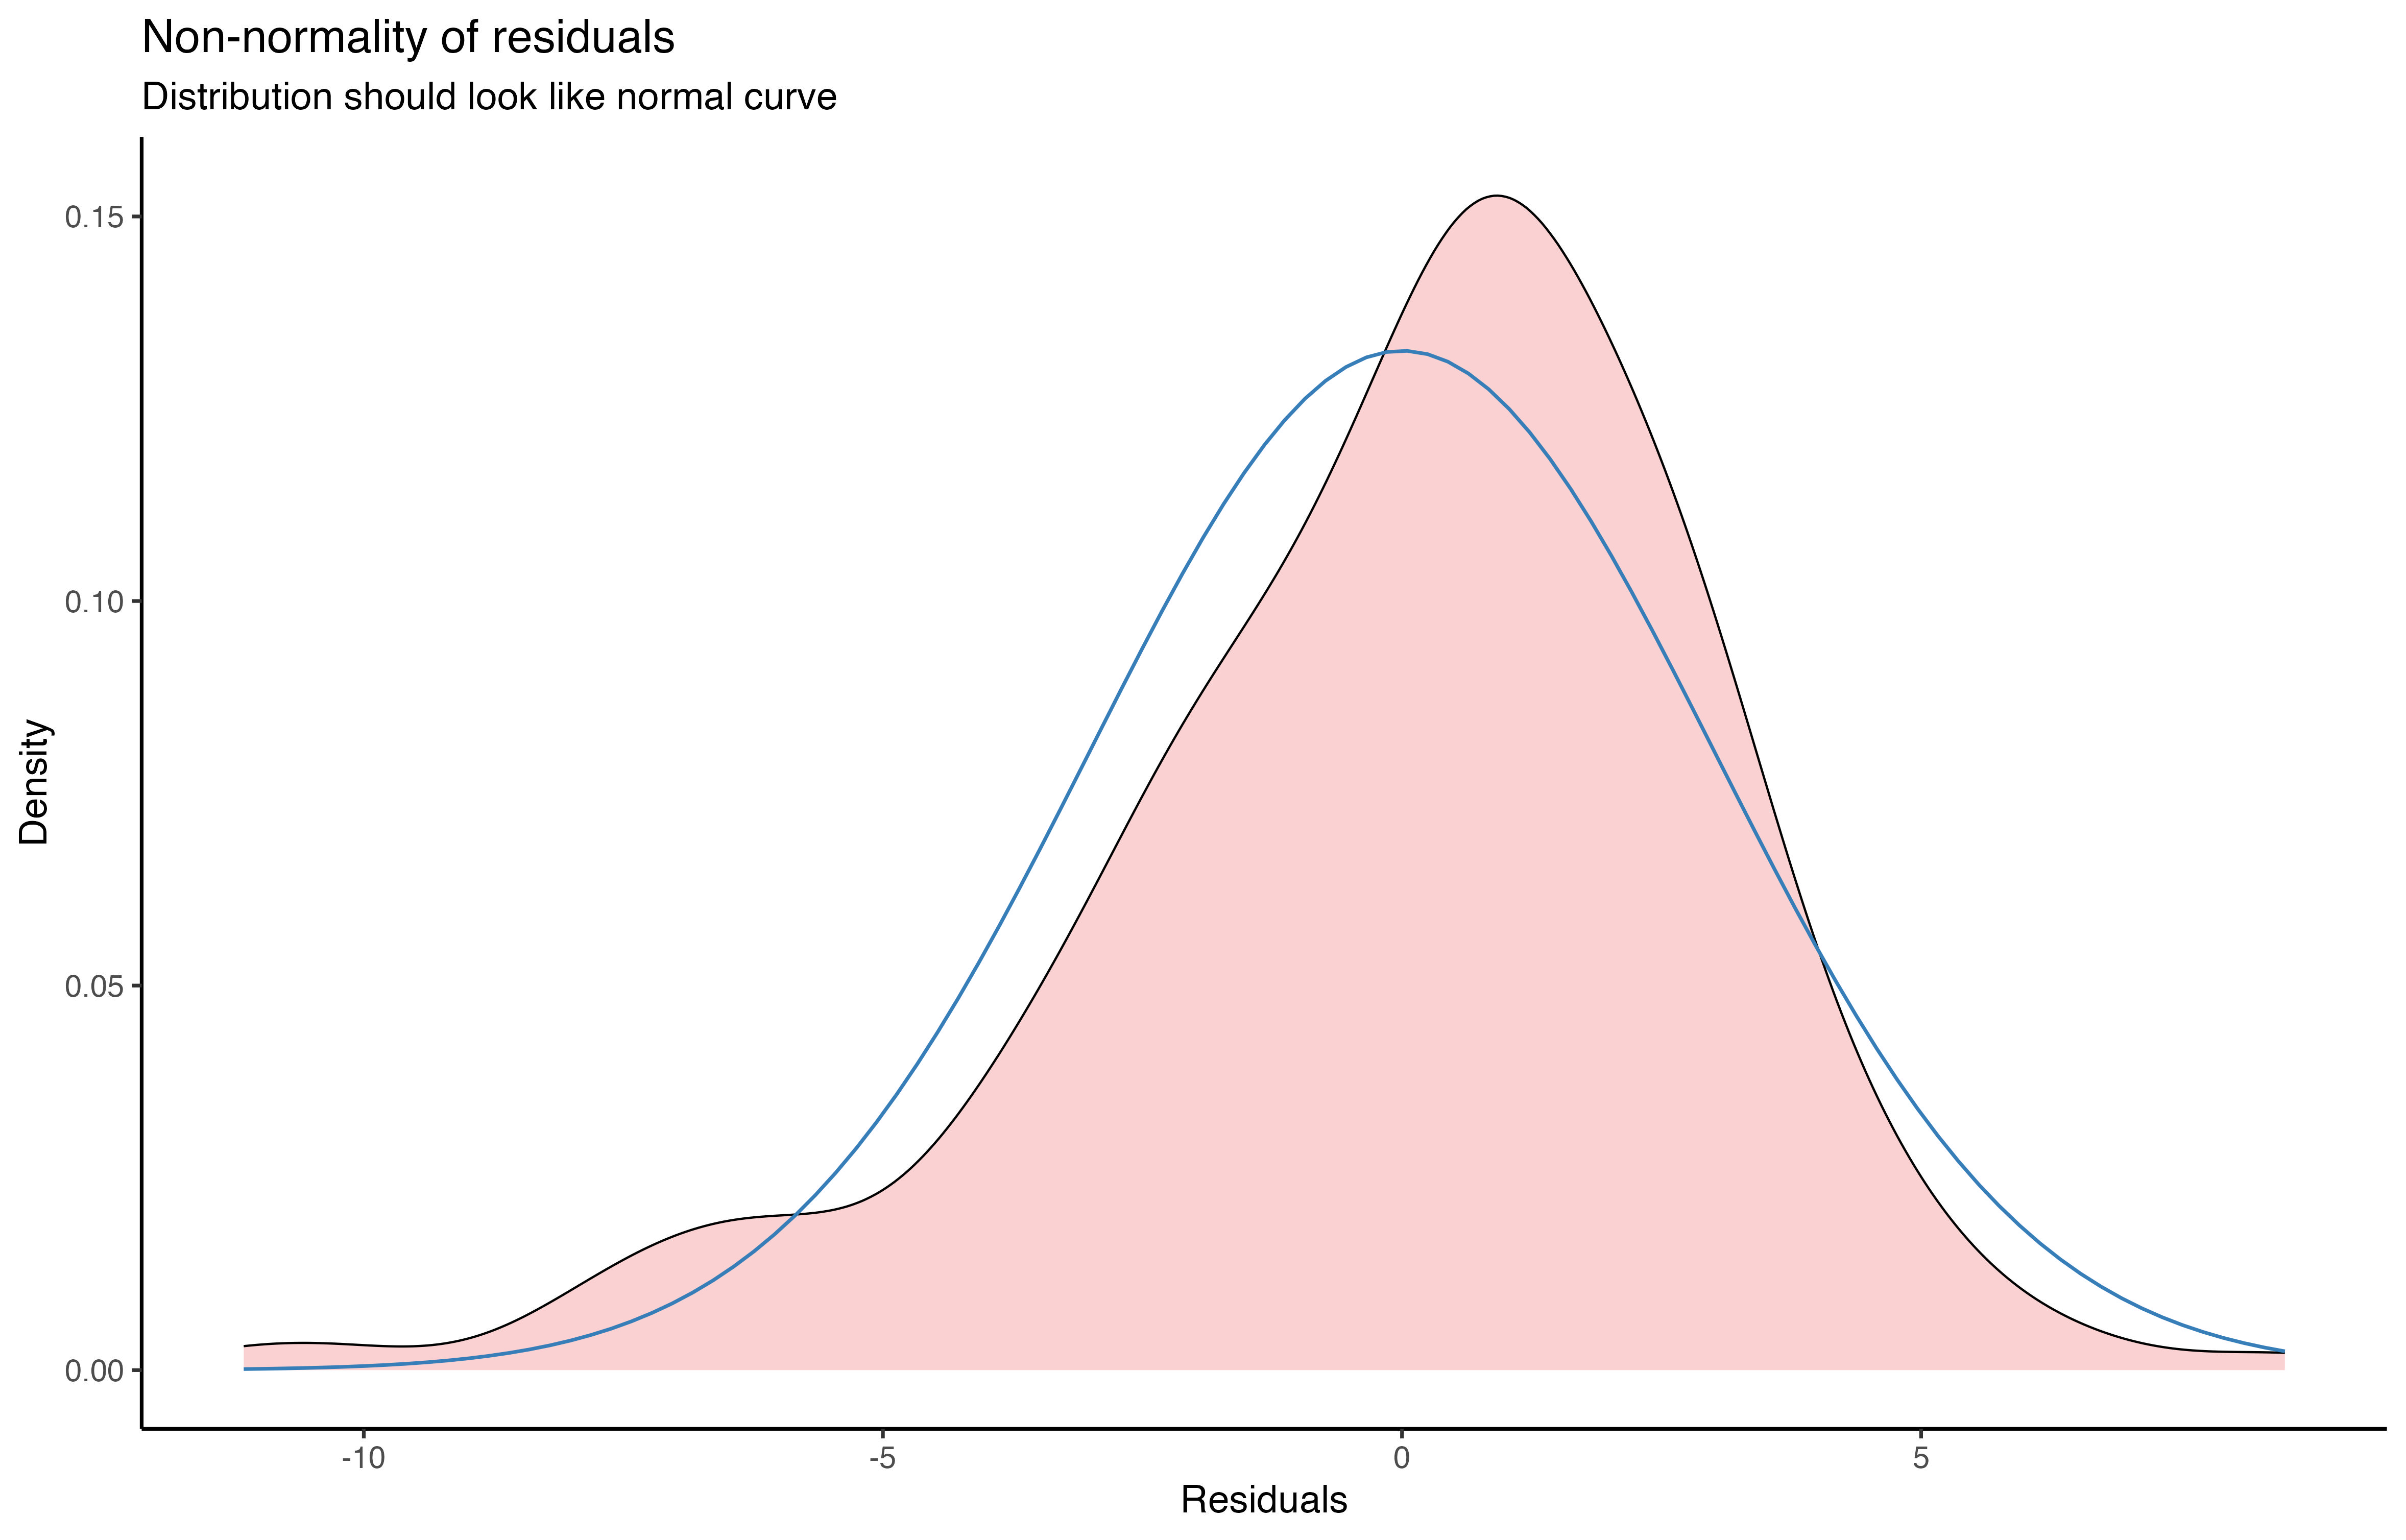 Non-normality of residuals
Distribution should look like normal curve
0.15
0.10
0.05
0.00
Density
-10
-5
0
5
Residuals